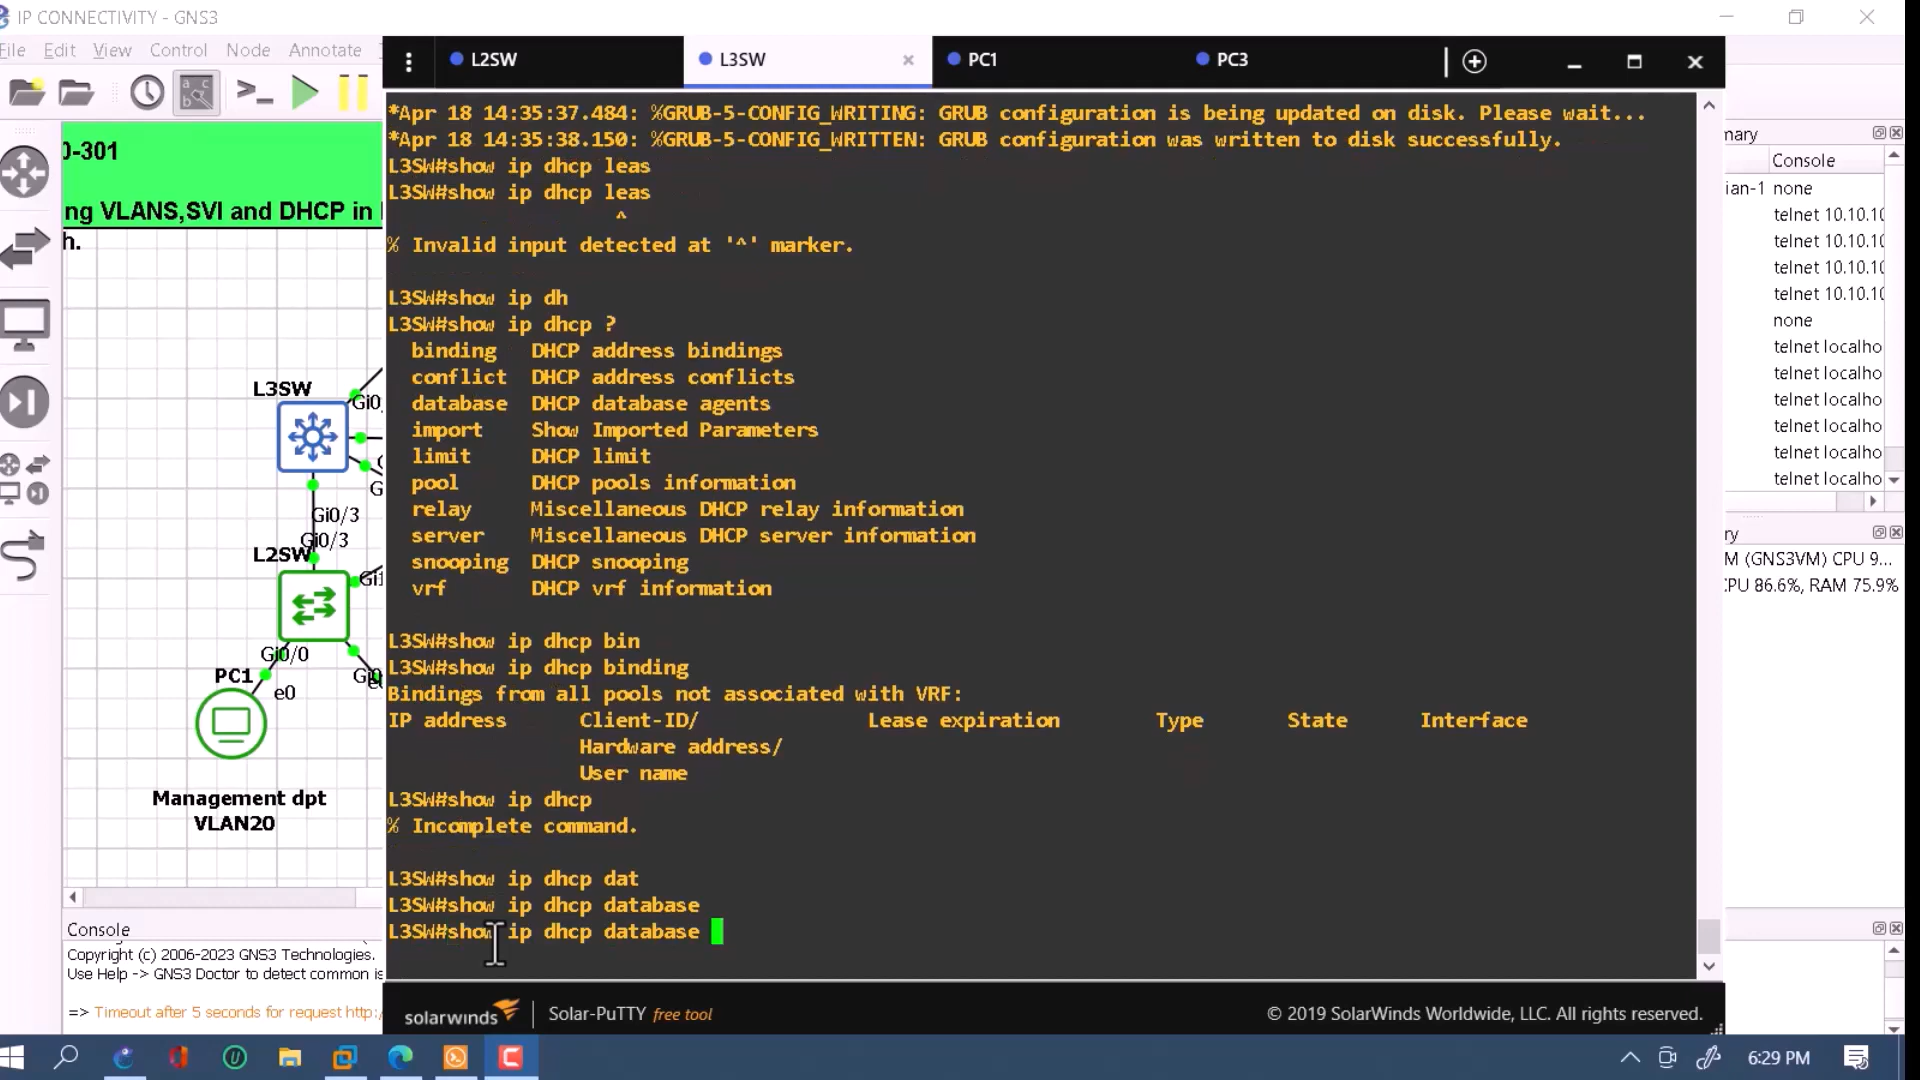 IP CONNECTIVITY - GNS3
File Edit View Control Node Annotate
L2SW
L3SW
PC1
PC3
0-301
ng VLANS,SVI and DHCP in
h.
L3SW
Gi0/3
Gi0/3
L2SW
Gi0/0
PC1
e0
Management dpt
VLAN20
*Apr 18 14:35:37.484: %GRUB-5-CONFIG_WRITING: GRUB configuration is being updated on disk. Please wait...
*Apr 18 14:35:38.150: %GRUB-5-CONFIG_WRITTEN: GRUB configuration was written to disk successfully.
L3SW#show ip dhcp leas
L3SW#show ip dhcp leas
^
% Invalid input detected at '^' marker.
L3SW#show ip dh
L3SW#show ip dhcp ?
binding DHCP address bindings
conflict DHCP address conflicts
database DHCP database agents
import Show Imported Parameters
limit DHCP limit
pool DHCP pools information
relay Miscellaneous DHCP relay information
server Miscellaneous DHCP server information
snooping DHCP snooping
vrf DHCP vrf information
L3SW#show ip dhcp bin
L3SW#show ip dhcp binding
Bindings from all pools not associated with VRF:
IP address Client-ID/ Lease expiration Type State Interface
Hardware address/
User name
L3SW#show ip dhcp
% Incomplete command.
L3SW#show ip dhcp dat
L3SW#show ip dhcp database
L3SW#show ip dhcp database
mary
Console
ian-1 none
telnet 10.10.10
telnet 10.10.10
telnet 10.10.10
telnet 10.10.10
none
telnet localho
telnet localho
telnet localho
telnet localho
telnet localho
telnet localho
ry
M (GNS3VM) CPU 9...
CPU 86.6%, RAM 75.9%
Console
Copyright (c) 2006-2023 GNS3 Technologies.
Use Help -> GNS3 Doctor to detect common is
=> Timeout after 5 seconds for request http:/
solarwinds
Solar-PuTTY free tool
© 2019 SolarWinds Worldwide, LLC. All rights reserved.
6:29 PM